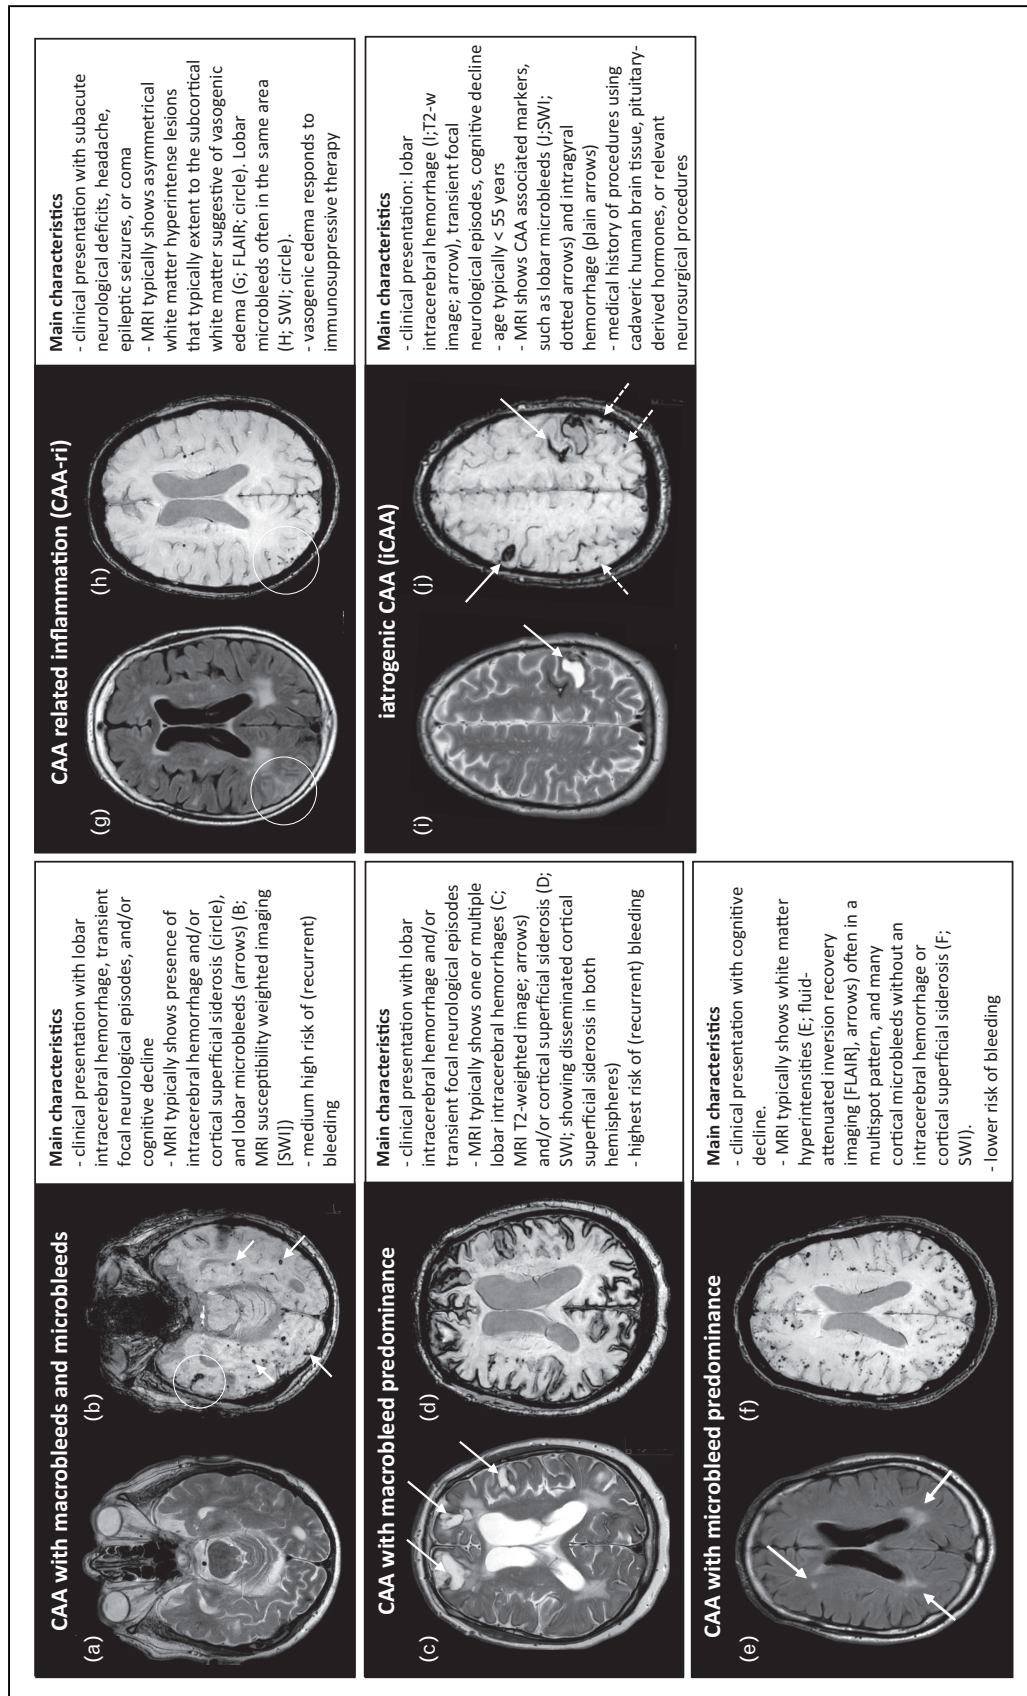 CAA with macrobleeds and microbleeds
(a)
(b)
Main characteristics
- clinical presentation with lobar
intracerebral hemorrhage, transient
focal neurological episodes, and/or
cognitive decline
- MRI typically shows presence of
intracerebral hemorrhage and/or
cortical superficial siderosis (circle),
and lobar microbleeds (arrows) (B;
MRI susceptibility weighted imaging
[SWI])
- medium high risk of (recurrent)
bleeding
CAA with macrobleed predominance
(c)
(d)
Main characteristics
- clinical presentation with lobar
intracerebral hemorrhage and/or
transient focal neurological episodes
- MRI typically shows one or multiple
lobar intracerebral hemorrhages (C;
MRI T2-weighted image; arrows)
and/or cortical superficial siderosis (D;
SWI; showing disseminated cortical
superficial siderosis in both
hemispheres)
- highest risk of (recurrent) bleeding
CAA with microbleed predominance
(e)
(f)
Main characteristics
- clinical presentation with cognitive
decline.
- MRI typically shows white matter
hyperintensities (E; fluid-
attenuated inversion recovery
imaging [FLAIR], arrows) often in a
multispot pattern, and many
cortical microbleeds without an
intracerebral hemorrhage or
cortical superficial siderosis (F;
SWI).
- lower risk of bleeding
CAA related inflammation (CAA-ri)
(g)
(h)
Main characteristics
- clinical presentation with subacute
neurological deficits, headache,
epileptic seizures, or coma
- MRI typically shows asymmetrical
white matter hyperintense lesions
that typically extent to the subcortical
white matter suggestive of vasogenic
edema (G; FLAIR; circle). Lobar
microbleeds often in the same area
(H; SWI; circle).
- vasogenic edema responds to
immunosuppressive therapy
iatrogenic CAA (iCAA)
(i)
(j)
Main characteristics
- clinical presentation: lobar
intracerebral hemorrhage (I;T2-w
image; arrow), transient focal
neurological episodes, cognitive decline
- age typically < 55 years
- MRI shows CAA associated markers,
such as lobar microbleeds (J;SWI;
dotted arrows) and intragyral
hemorrhage (plain arrows)
- medical history of procedures using
cadaveric human brain tissue, pituitary-
derived hormones, or relevant
neurosurgical procedures